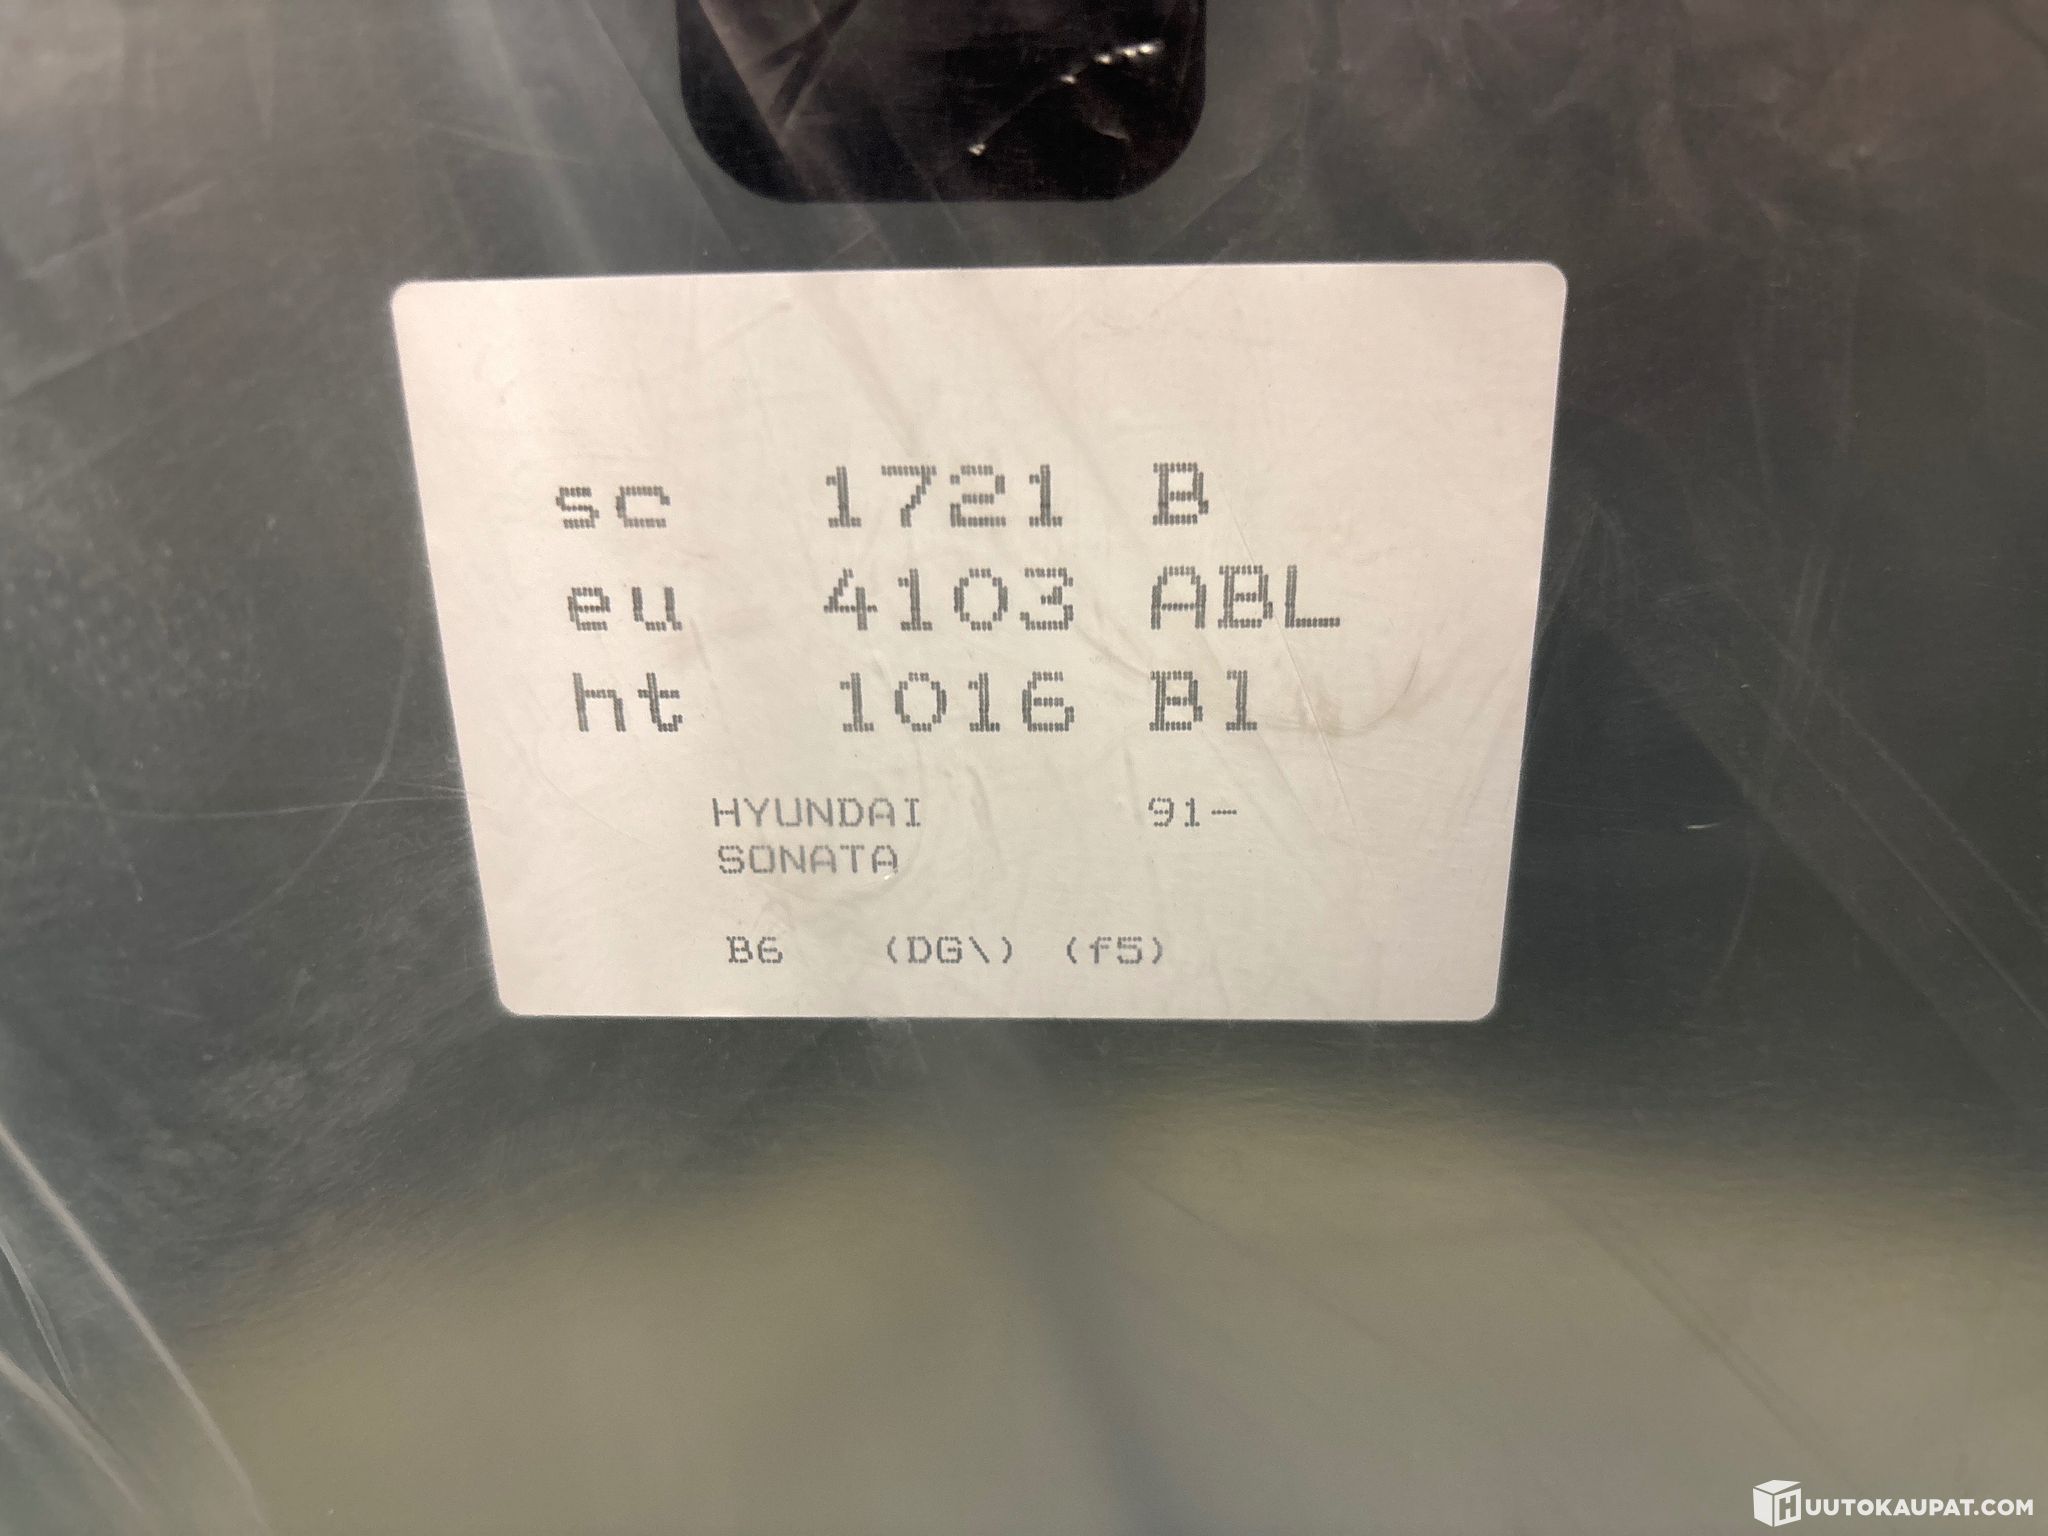 sc 1721 B
eu 4103 ABL
ht 1016 B1
HYUNDAI 91-
SONATA
B6 (DG\) (f5)
HUUTOKAUPAT.COM